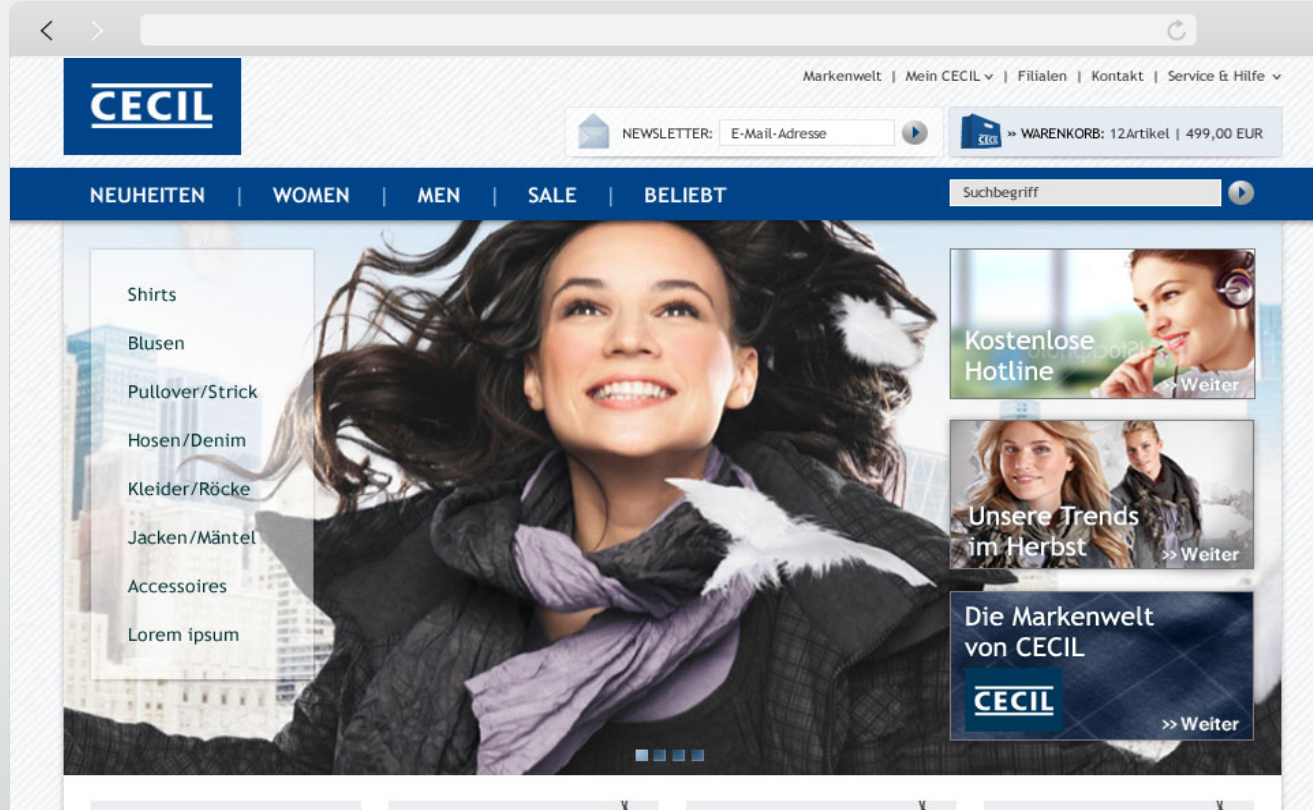 Markenwelt | Mein CECIL | Filialen | Kontakt | Service & Hilfe
CECIL
NEWSLETTER: E-Mail-Adresse
CECIL
» WARENKORB: 12Artikel | 499,00 EUR
NEUHEITEN | WOMEN | MEN | SALE | BELIEBT
Suchbegriff
Shirts
Blusen
Pullover/Strick
Hosen/Denim
Kleider/Röcke
Jacken/Mäntel
Accessoires
Lorem ipsum
Kostenlose
Hotline
» Weiter
Unsere Trends
im Herbst
» Weiter
Die Markenwelt
von CECIL
CECIL
» Weiter